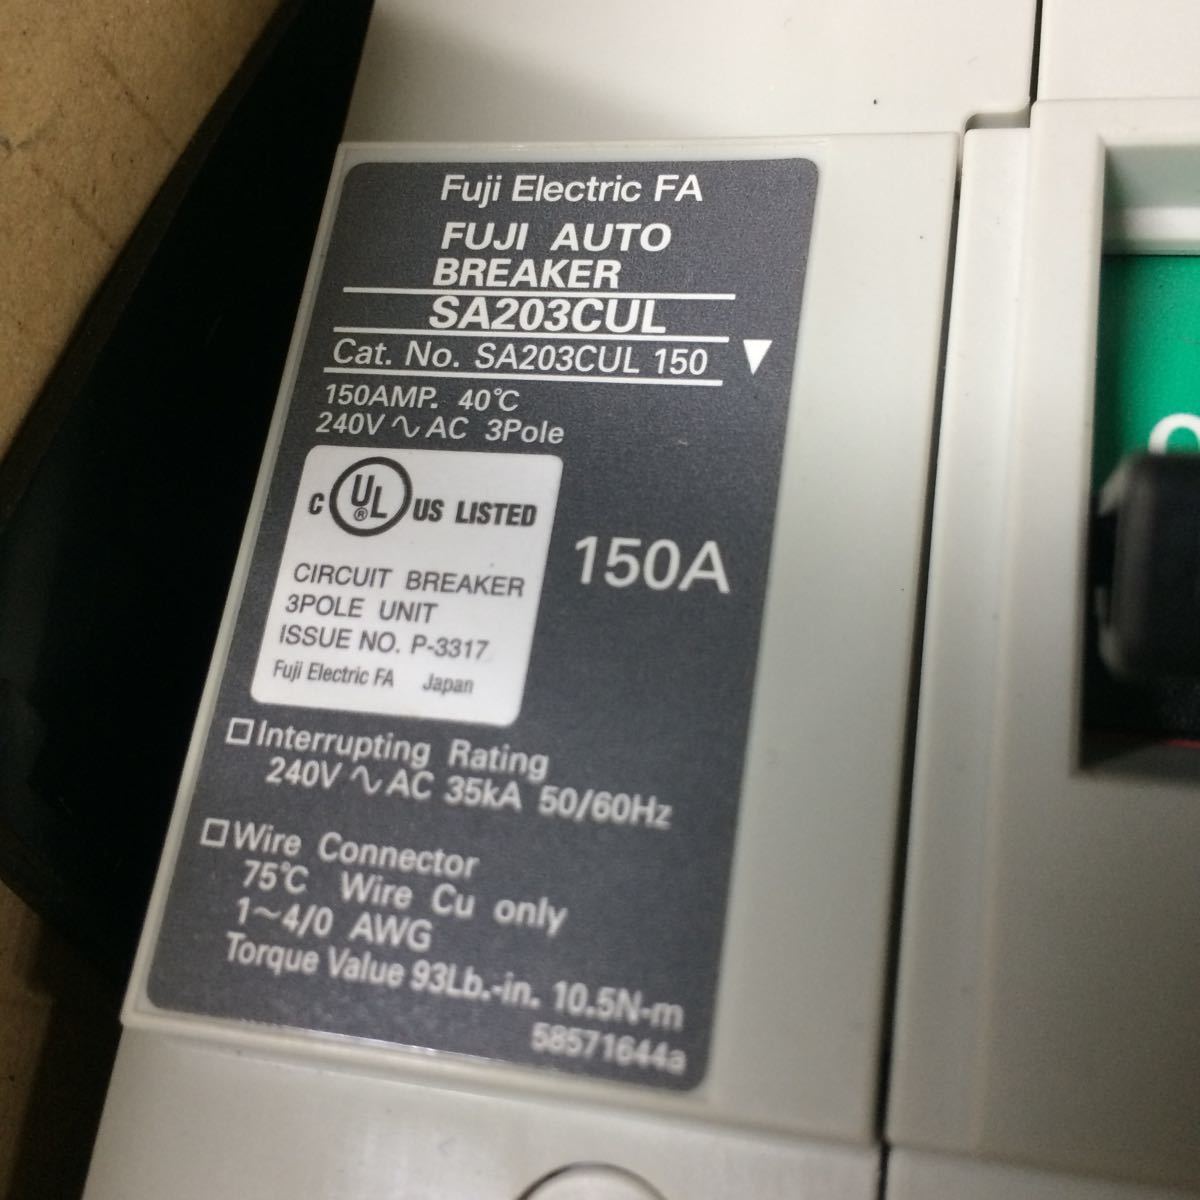 Fuji Electric FA
FUJI AUTO
BREAKER
SA203CUL
Cat. No. SA203CUL 150 ▼
150AMP. 40℃
240V ∿ AC 3Pole
C UL ® US LISTED
CIRCUIT BREAKER
3POLE UNIT
ISSUE NO. P-3317
Fuji Electric FA Japan
150A
□Interrupting Rating
240V ∿ AC 35kA 50/60Hz
□Wire Connector
75℃ Wire Cu only
1~4/0 AWG
Torque Value 93Lb.-in. 10.5N-m
58571644a